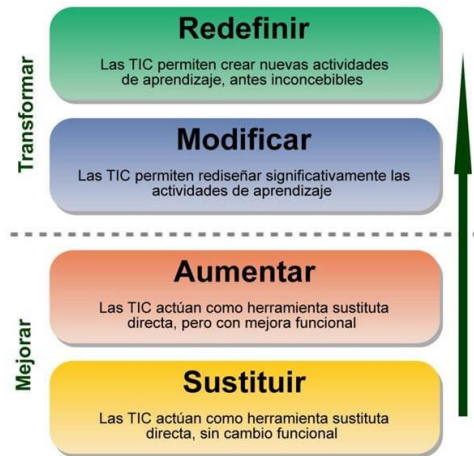 Transformar
Redefinir
Las TIC permiten crear nuevas actividades
de aprendizaje, antes inconcebibles
Modificar
Las TIC permiten rediseñar significativamente las
actividades de aprendizaje
Mejorar
Aumentar
Las TIC actúan como herramienta sustituta
directa, pero con mejora funcional
Sustituir
Las TIC actúan como herramienta sustituta
directa, sin cambio funcional